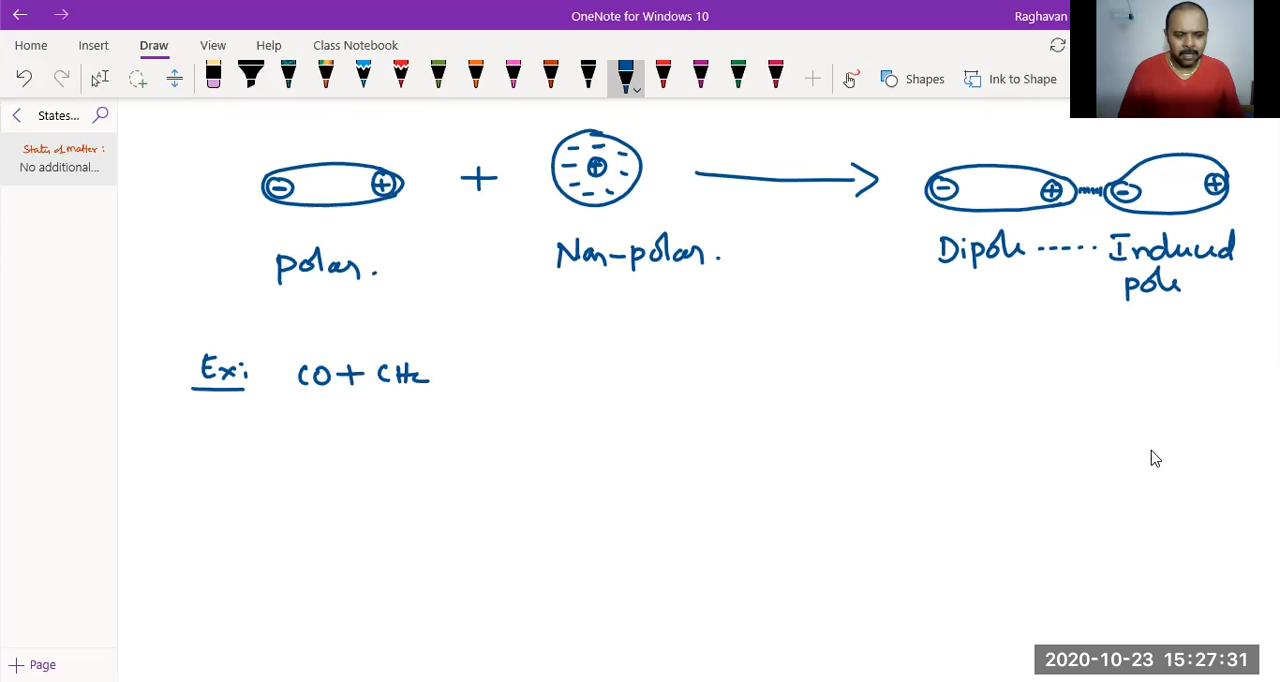 OneNote for Windows 10
Raghavan
Home Insert Draw View Help Class Notebook
Shapes Ink to Shape
States...
States of matter:
No additional...
⊖ ⊕ + ⊕ ⊖ ⊕ ⊖ ⊕
polar. Non-polar. Dipole ----- Induced
pole
Ex: CO + CH
+ Page
2020-10-23 15:27:31